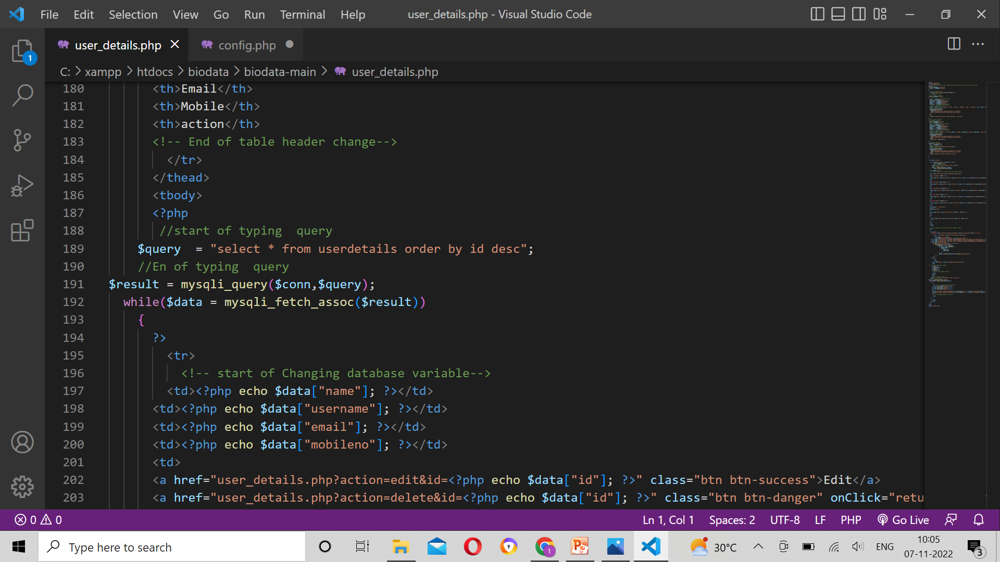 File Edit Selection View Go Run Terminal Help user_details.php - Visual Studio Code
user_details.php config.php
1
C: > xampp > htdocs > biodata > biodata-main > user_details.php
180 <th>Email</th>
181 <th>Mobile</th>
182 <th>action</th>
183 <!-- End of table header change-->
184 </tr>
185 </thead>
186 <tbody>
187 <?php
188 //start of typing  query
189 $query  = "select * from userdetails order by id desc";
190 //En of typing  query
191 $result = mysqli_query($conn,$query);
192 while($data = mysqli_fetch_assoc($result))
193 {
194 ?>
195 <tr>
196 <!-- start of Changing database variable-->
197 <td><?php echo $data["name"]; ?></td>
198 <td><?php echo $data["username"]; ?></td>
199 <td><?php echo $data["email"]; ?></td>
200 <td><?php echo $data["mobileno"]; ?></td>
201 <td>
202 <a href="user_details.php?action=edit&id=<?php echo $data["id"]; ?>" class="btn btn-success">Edit</a>
203 <a href="user_details.php?action=delete&id=<?php echo $data["id"]; ?>" class="btn btn-danger" onClick="retu
0 0 Ln 1, Col 1 Spaces: 2 UTF-8 LF PHP Go Live
Type here to search 30°C ENG 10:05
07-11-2022 3